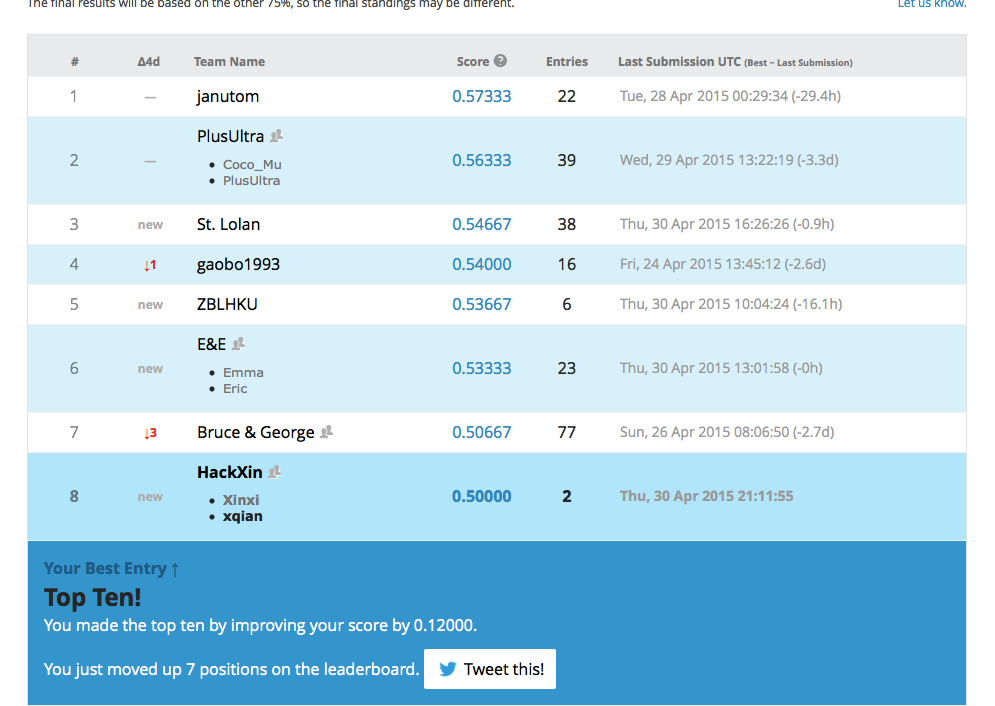 The final results will be based on the other 75%, so the final standings may be different. Let us know.
# Δ4d Team Name Score ? Entries Last Submission UTC (Best – Last Submission)
1 — janutom 0.57333 22 Tue, 28 Apr 2015 00:29:34 (-29.4h)
PlusUltra
2 — 0.56333 39 Wed, 29 Apr 2015 13:22:19 (-3.3d)
• Coco_Mu
• PlusUltra
3 new St. Lolan 0.54667 38 Thu, 30 Apr 2015 16:26:26 (-0.9h)
4 ↓1 gaobo1993 0.54000 16 Fri, 24 Apr 2015 13:45:12 (-2.6d)
5 new ZBLHKU 0.53667 6 Thu, 30 Apr 2015 10:04:24 (-16.1h)
E&E
6 new 0.53333 23 Thu, 30 Apr 2015 13:01:58 (-0h)
• Emma
• Eric
7 ↓3 Bruce & George 0.50667 77 Sun, 26 Apr 2015 08:06:50 (-2.7d)
HackXin
8 new 0.50000 2 Thu, 30 Apr 2015 21:11:55
• Xinxi
• xqian
Your Best Entry ↑
Top Ten!
You made the top ten by improving your score by 0.12000.
You just moved up 7 positions on the leaderboard. Tweet this!